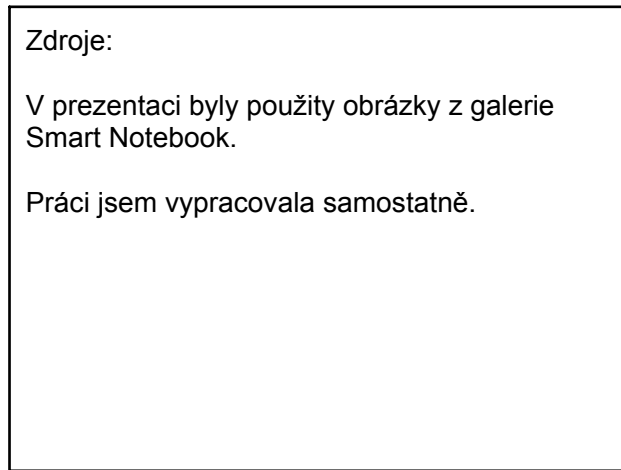 Zdroje:
V prezentaci byly použity obrázky z galerie
Smart Notebook.
Práci jsem vypracovala samostatně.